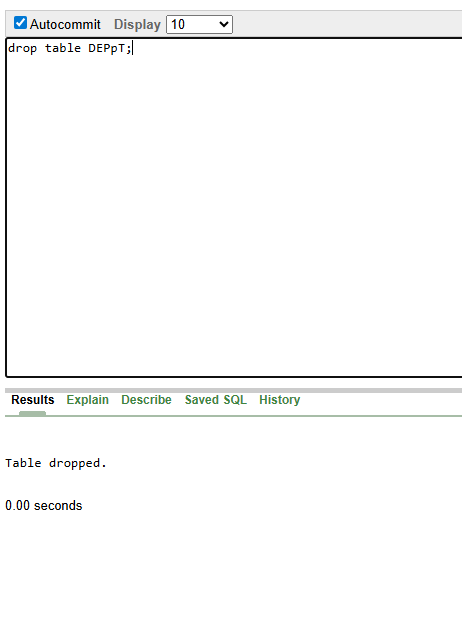 Autocommit Display 10
drop table DEPpT;
Results Explain Describe Saved SQL History
Table dropped.
0.00 seconds